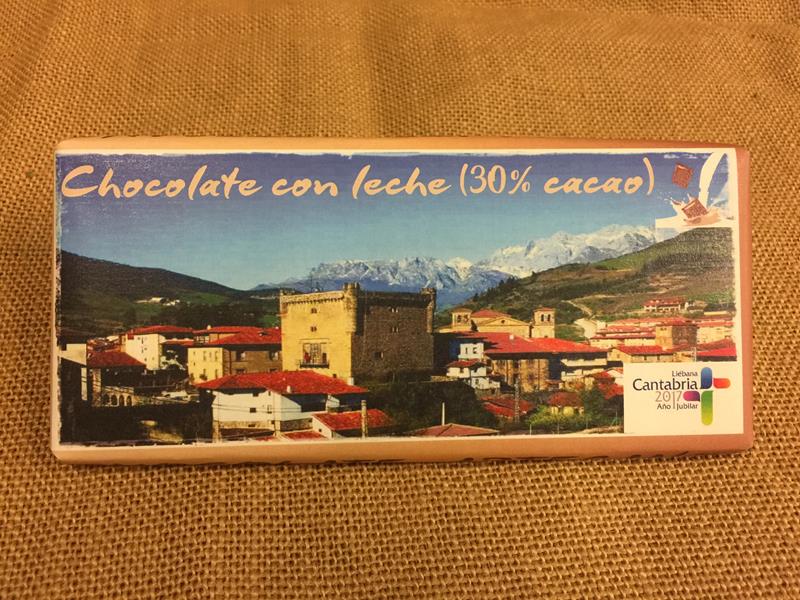 Chocolate con leche (30% cacao)
Liébana
Cantabria
2017
Año Jubilar